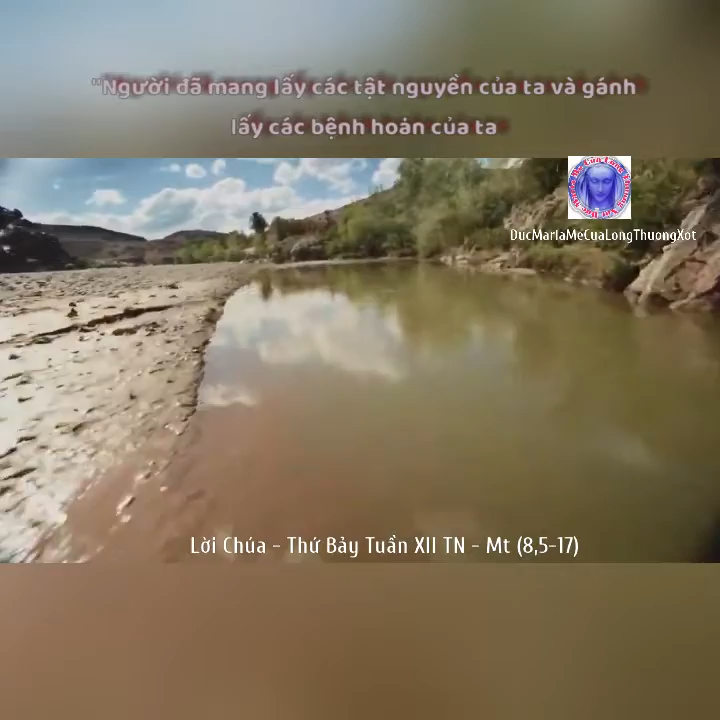 "Người đã mang lấy các tật nguyền của ta và gánh
lấy các bệnh hoản của ta
DucMariaMeCuaLongThuongXot
Lời Chúa - Thứ Bảy Tuần XII TN - Mt (8,5-17)